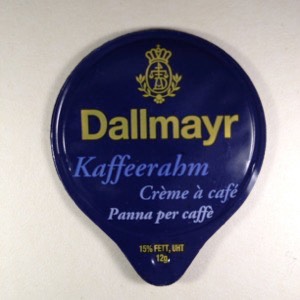 Dallmayr
Kaffeerahm
Crème à café
Panna per caffè
15% FETT, UHT
12g